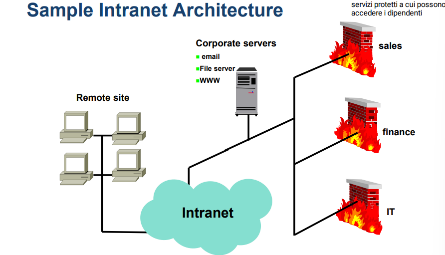 Sample Intranet Architecture
servizi protetti a cui possono
accedere i dipendenti
Corporate servers
email
File server
WWW
sales
Remote site
finance
Intranet
IT